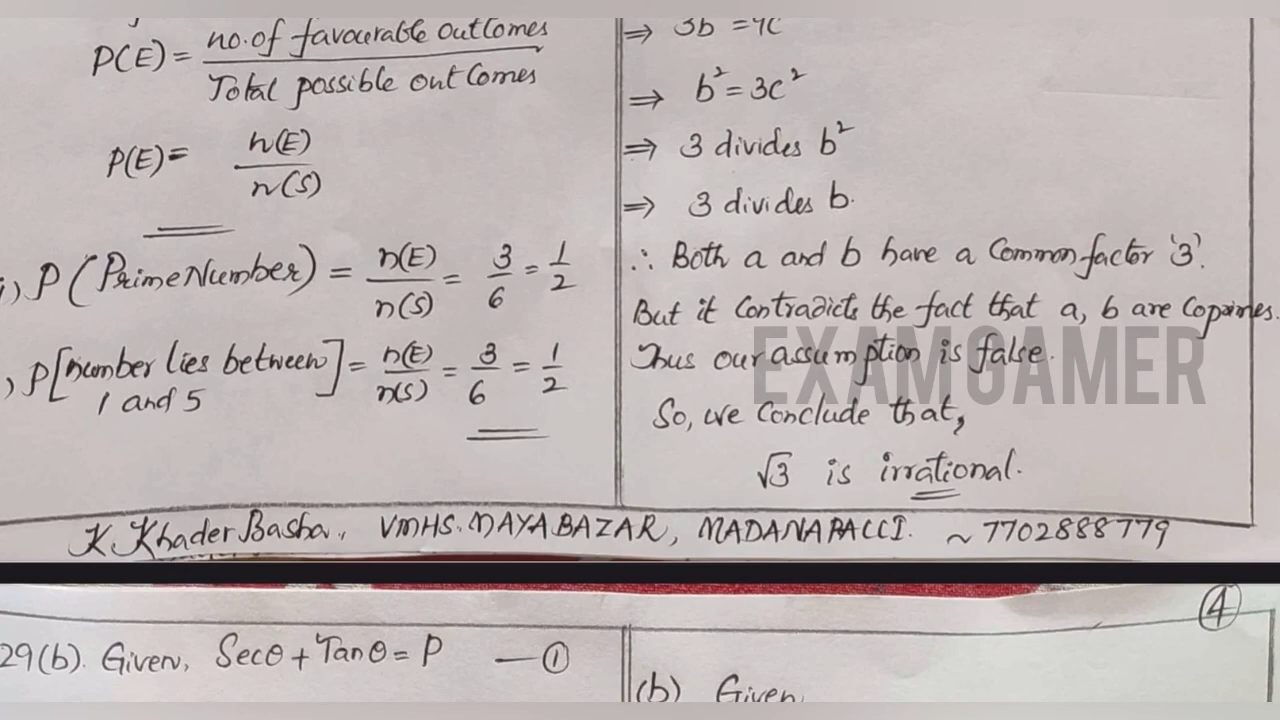 P(E) = no. of favourable outcomes
Total possible outcomes
P(E) = n(E)
n(S)
i) P(Prime Number) = n(E)/n(S) = 3/6 = 1/2
) P[number lies between 1 and 5] = n(E)/n(S) = 3/6 = 1/2
⇒ b² = 3c²
⇒ 3 divides b²
⇒ 3 divides b.
∴ Both a and b have a Common factor '3'.
But it Contradicts the fact that a, b are Coprimes.
Thus our assumption is false.
So, we Conclude that,
√3 is irrational.
EXAMGAMER
K. Khader Basha., VMHS. MAYABAZAR, MADANAPALLI. ~ 7702888779
4
29(b). Given, Secθ + Tanθ = P — ①
(b) Given,